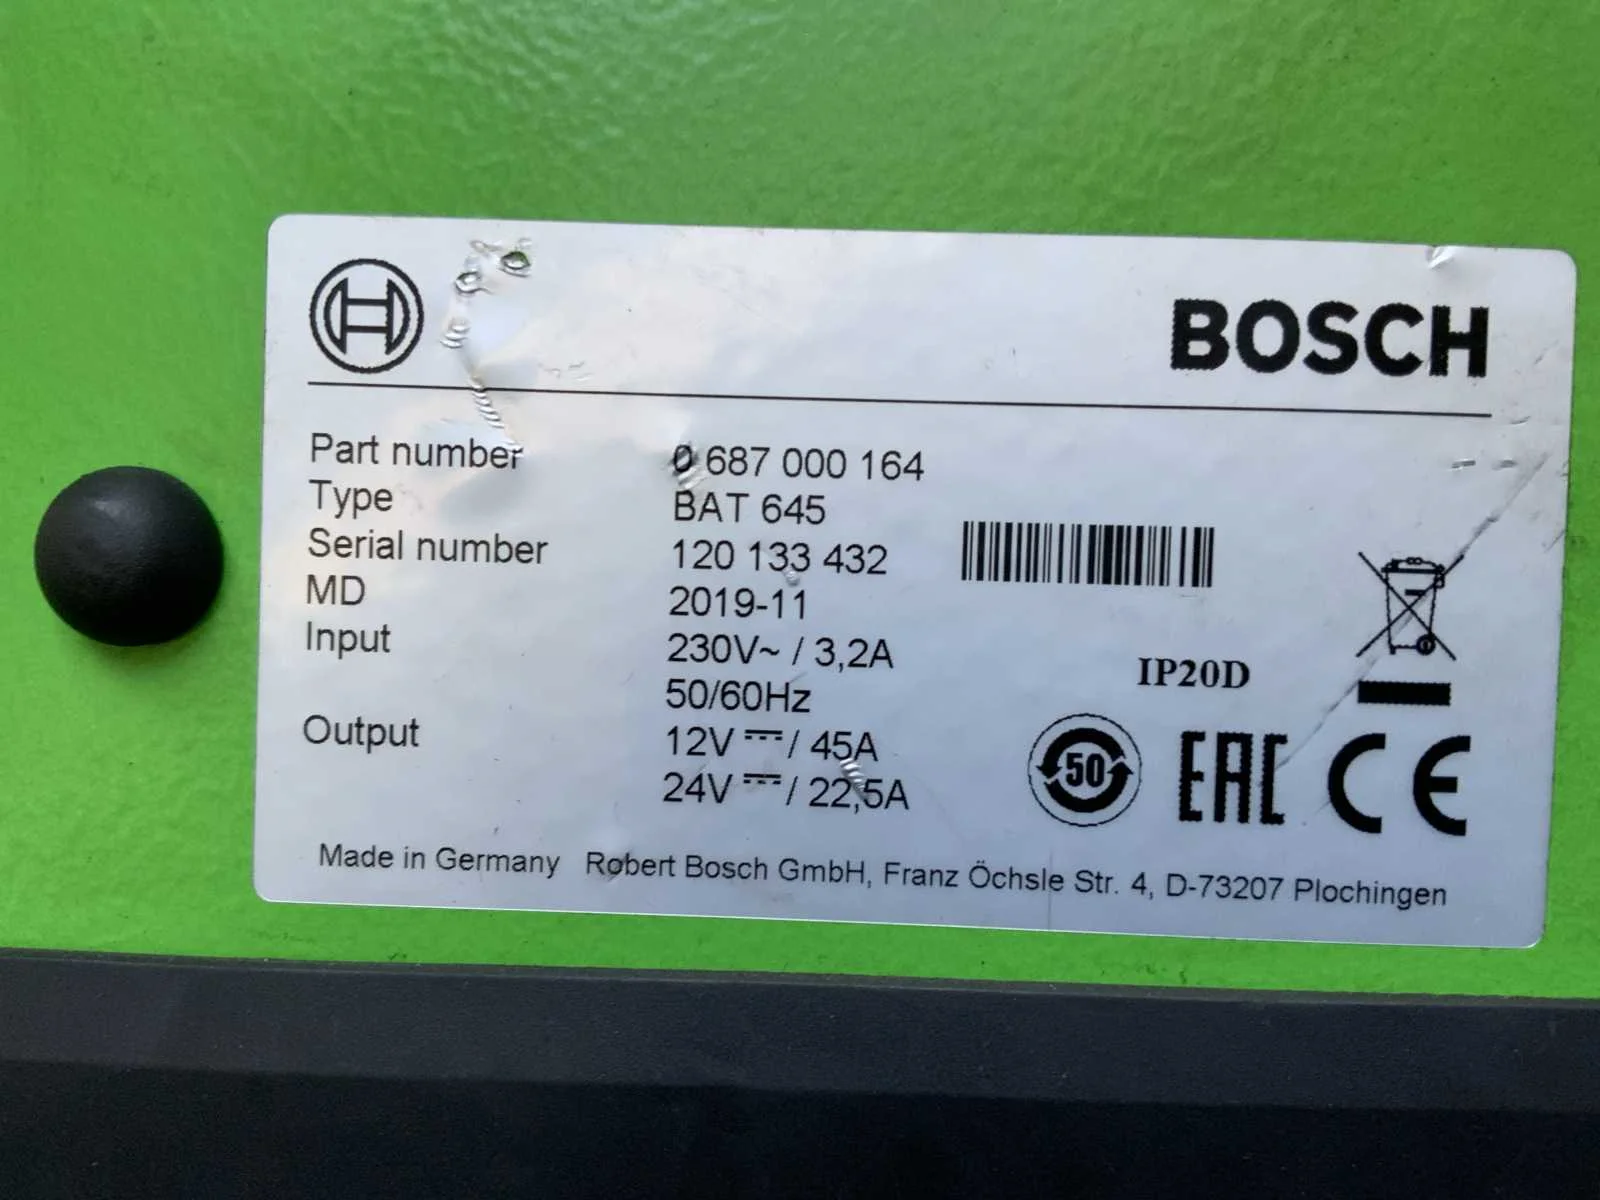 BOSCH
Part number 0 687 000 164
Type BAT 645
Serial number 120 133 432
MD 2019-11
Input 230V~ / 3,2A
50/60Hz
IP20D
Output 12V ⎓ / 45A
24V ⎓ / 22,5A
50 EAC CE
Made in Germany Robert Bosch GmbH, Franz Öchsle Str. 4, D-73207 Plochingen